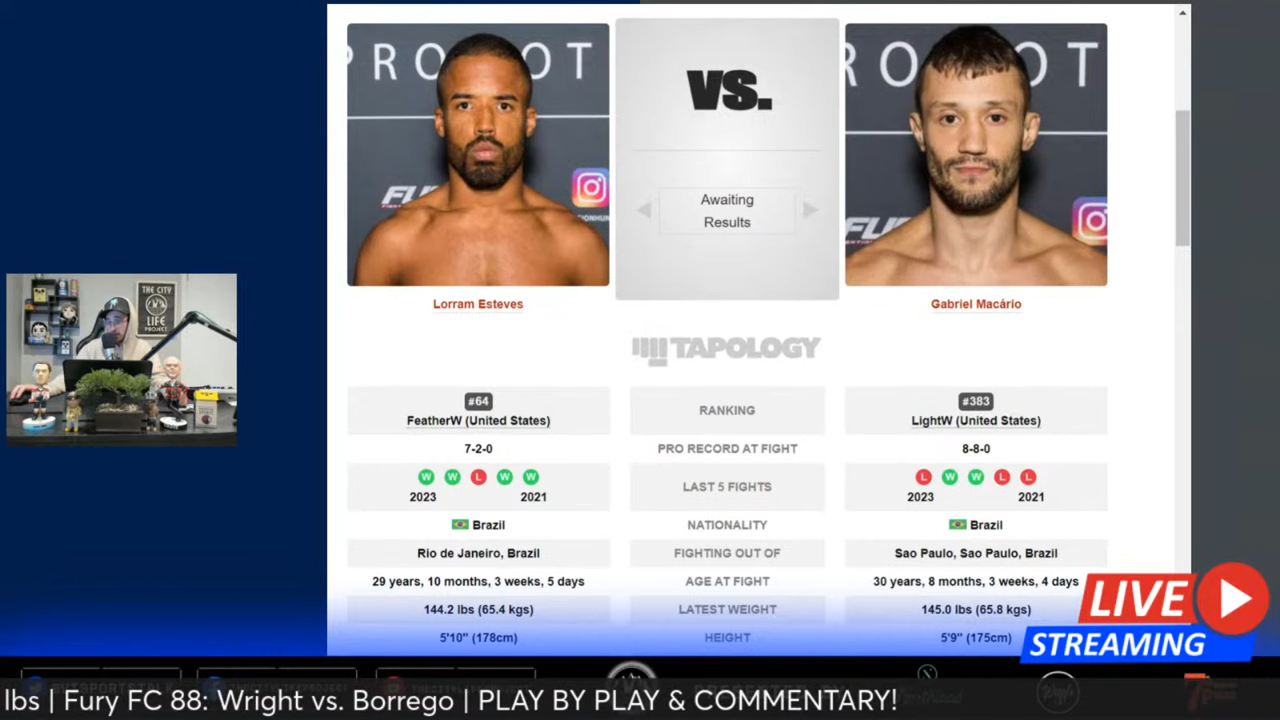 PROBOT
PRO OT
VS.
Awaiting
Results
FU
FURY
Lorram Esteves
Gabriel Macário
TAPOLOGY
#64
FeatherW (United States)
RANKING
#383
LightW (United States)
7-2-0
PRO RECORD AT FIGHT
8-8-0
W W L W W
2023 2021
LAST 5 FIGHTS
L W W L L
2023 2021
Brazil
NATIONALITY
Brazil
Rio de Janeiro, Brazil
FIGHTING OUT OF
Sao Paulo, Sao Paulo, Brazil
29 years, 10 months, 3 weeks, 5 days
AGE AT FIGHT
30 years, 8 months, 3 weeks, 4 days
144.2 lbs (65.4 kgs)
LATEST WEIGHT
145.0 lbs (65.8 kgs)
5'10" (178cm)
HEIGHT
5'9" (175cm)
THE CITY
LIFE
PROJECT
LIVE
STREAMING
lbs | Fury FC 88: Wright vs. Borrego | PLAY BY PLAY & COMMENTARY!